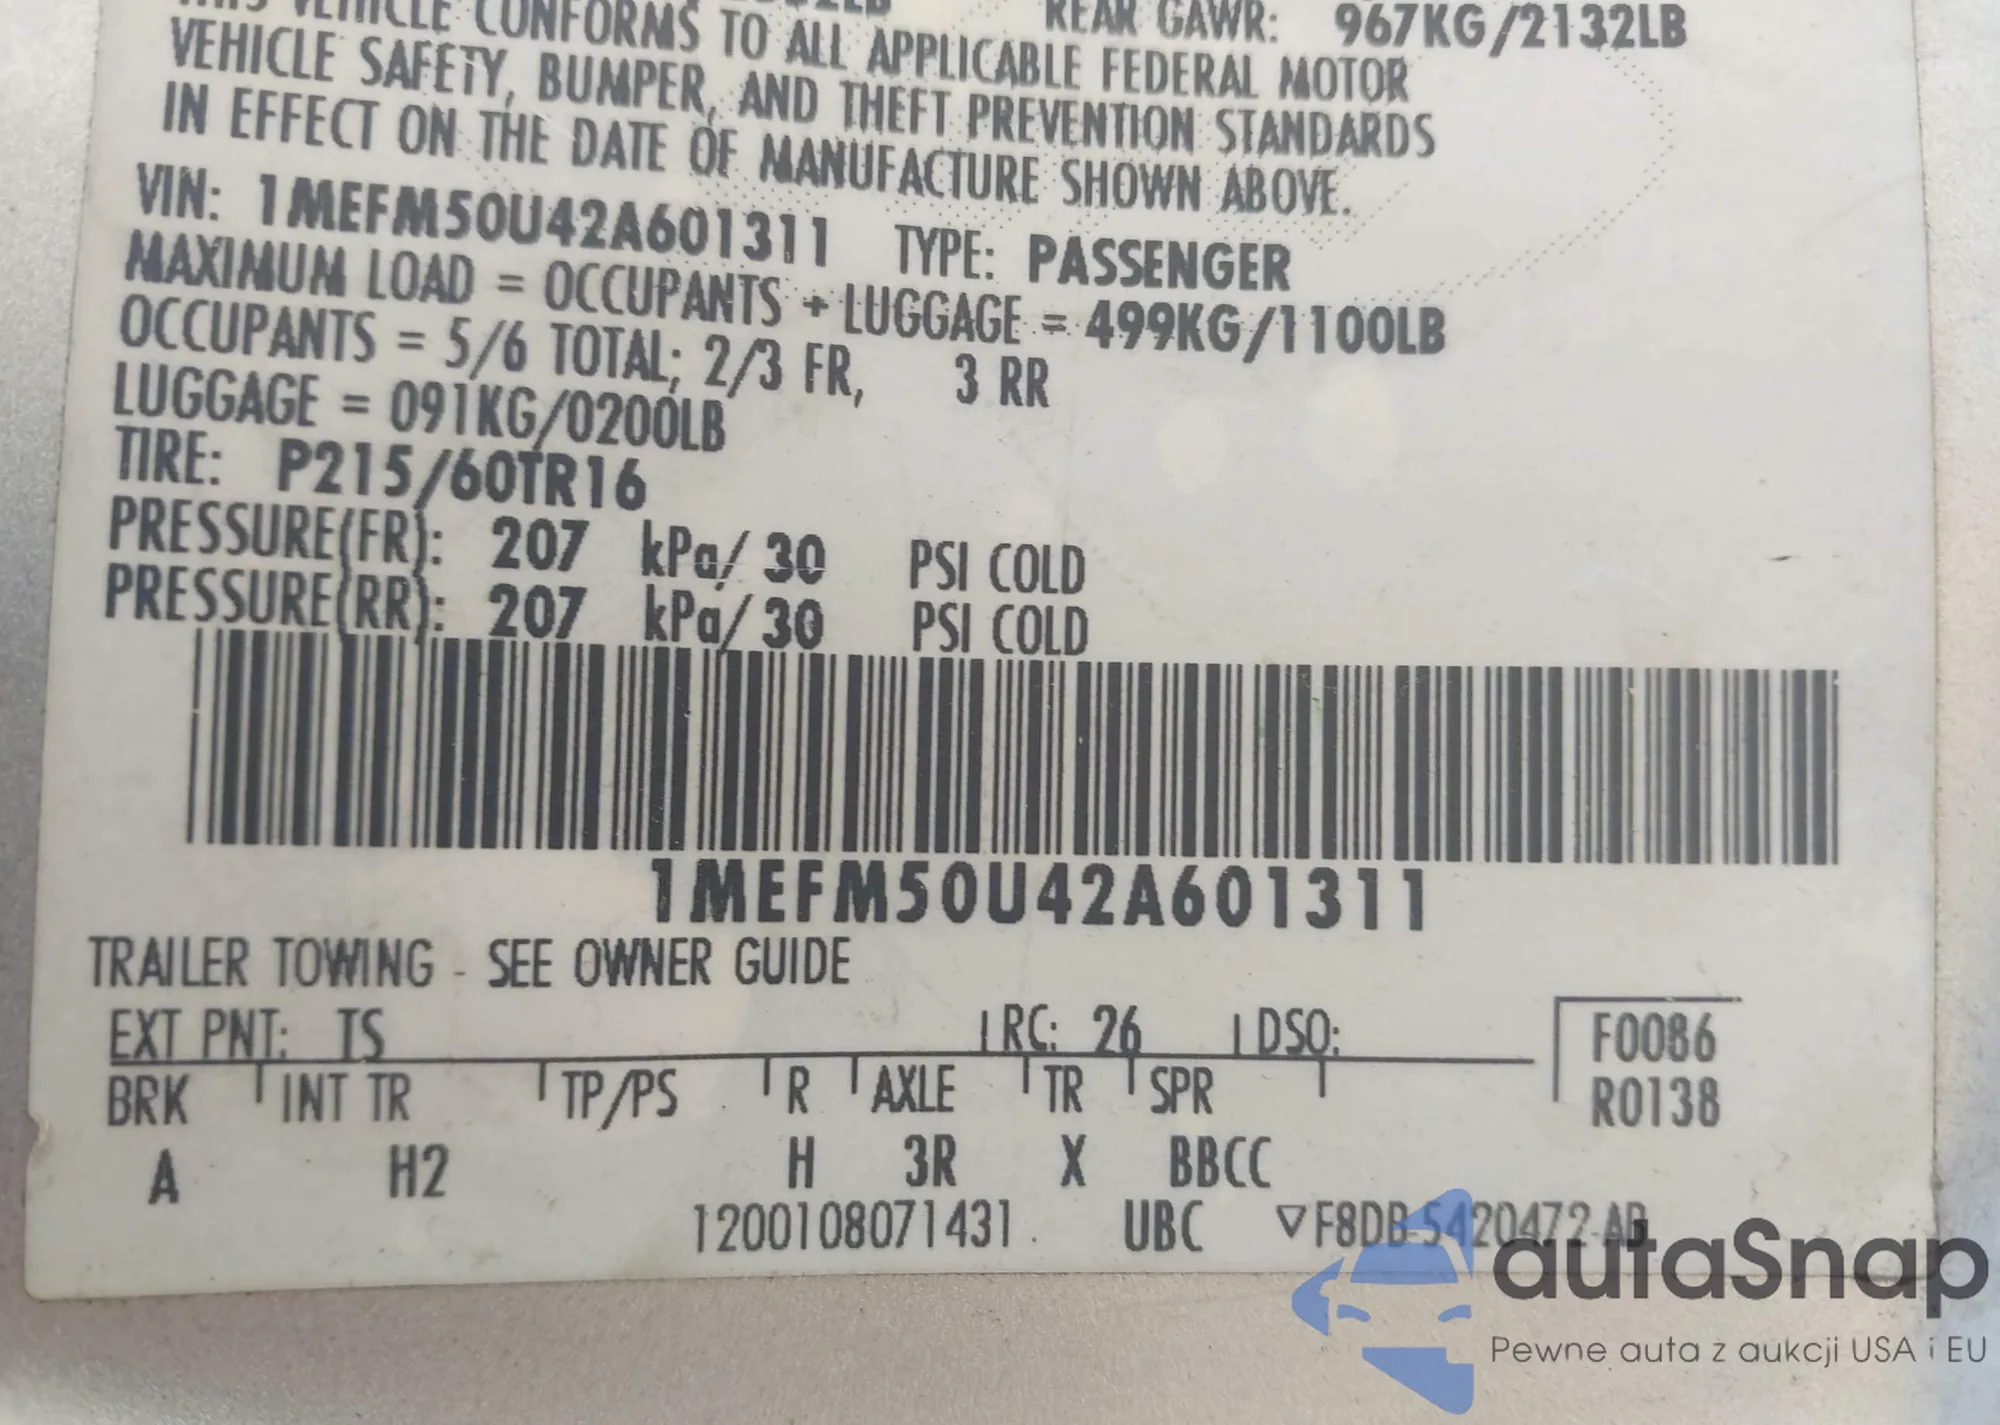 REAR GAWR: 967KG/2132LB
THIS VEHICLE CONFORMS TO ALL APPLICABLE FEDERAL MOTOR
VEHICLE SAFETY, BUMPER, AND THEFT PREVENTION STANDARDS
IN EFFECT ON THE DATE OF MANUFACTURE SHOWN ABOVE.
VIN: 1MEFM50U42A601311 TYPE: PASSENGER
MAXIMUM LOAD = OCCUPANTS + LUGGAGE = 499KG/1100LB
OCCUPANTS = 5/6 TOTAL; 2/3 FR, 3 RR
LUGGAGE = 091KG/0200LB
TIRE: P215/60TR16
PRESSURE(FR): 207 kPa/ 30 PSI COLD
PRESSURE(RR): 207 kPa/ 30 PSI COLD
1MEFM50U42A601311
TRAILER TOWING - SEE OWNER GUIDE
EXT PNT: TS RC: 26 DSO:
F0086
BRK INT TR TP/PS R AXLE TR SPR
R0138
A H2 H 3R X BBCC
1200108071431. UBC ▽F8DB-5420472-AB
autaSnap
Pewne auta z aukcji USA i EU